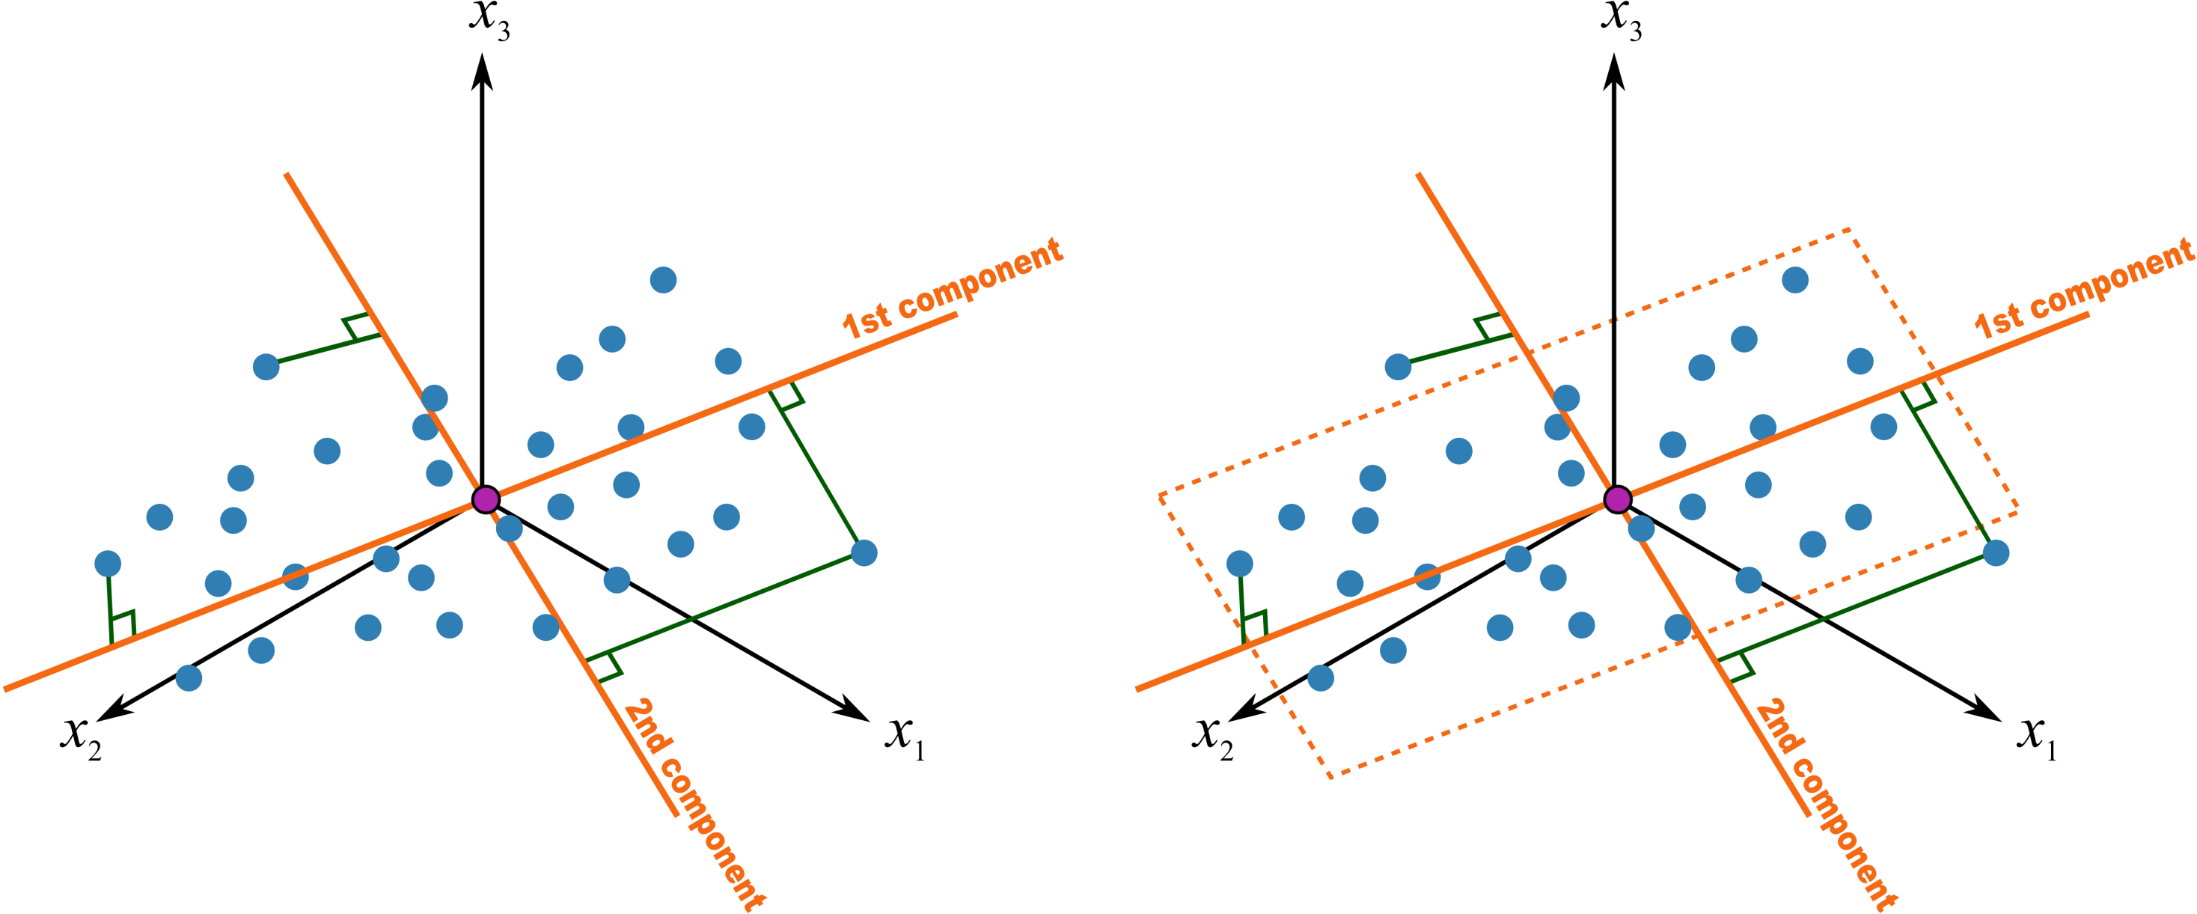 x3
1st component
x2
x1
2nd component
x3
1st component
x2
x1
2nd component